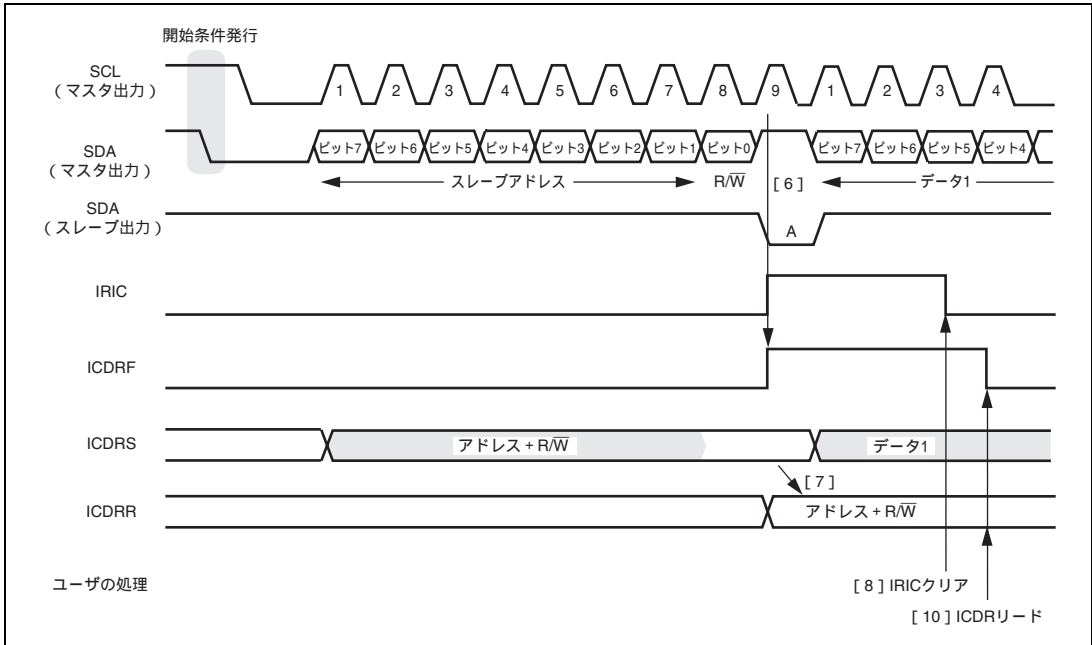 開始条件発行
SCL
（マスタ出力）
1 2 3 4 5 6 7 8 9 1 2 3 4
SDA
（マスタ出力）
ビット7 ビット6 ビット5 ビット4 ビット3 ビット2 ビット1 ビット0 ビット7 ビット6 ビット5 ビット4
スレーブアドレス R/W̅ [ 6 ] データ1
SDA
（スレーブ出力）
A
IRIC
ICDRF
ICDRS
アドレス + R/W̅ データ1
[ 7 ]
ICDRR
アドレス + R/W̅
ユーザの処理
[ 8 ] IRICクリア
[ 10 ] ICDRリード